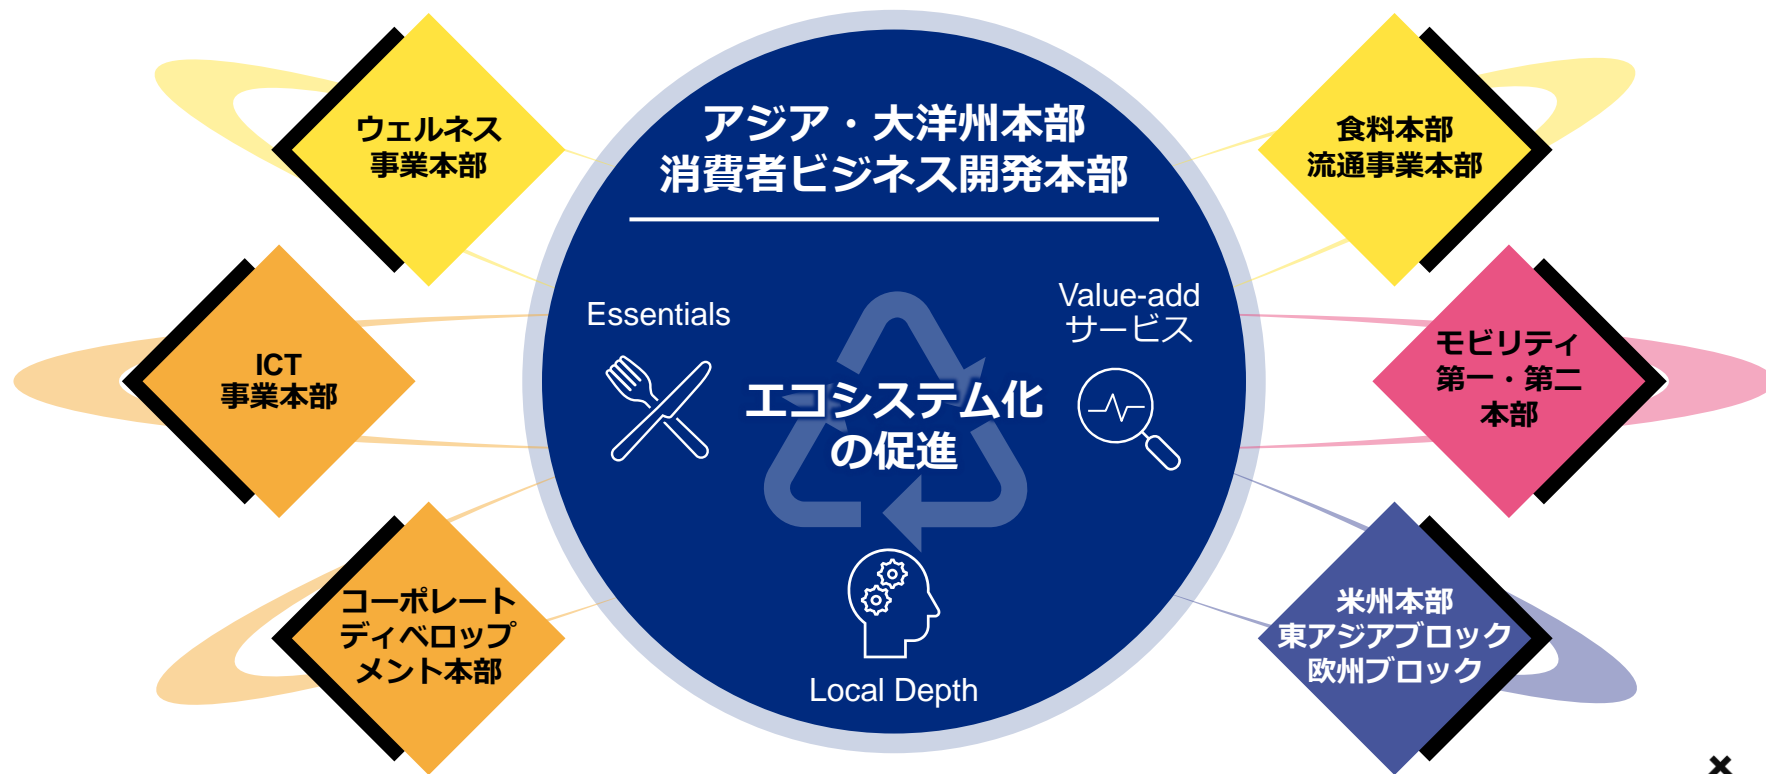 アジア・大洋州本部
消費者ビジネス開発本部
ウェルネス
事業本部
食料本部
流通事業本部
Essentials
Value-add
サービス
ICT
事業本部
エコシステム化
の促進
モビリティ
第一・第二
本部
コーポレート
ディベロップ
メント本部
Local Depth
米州本部
東アジアブロック
欧州ブロック